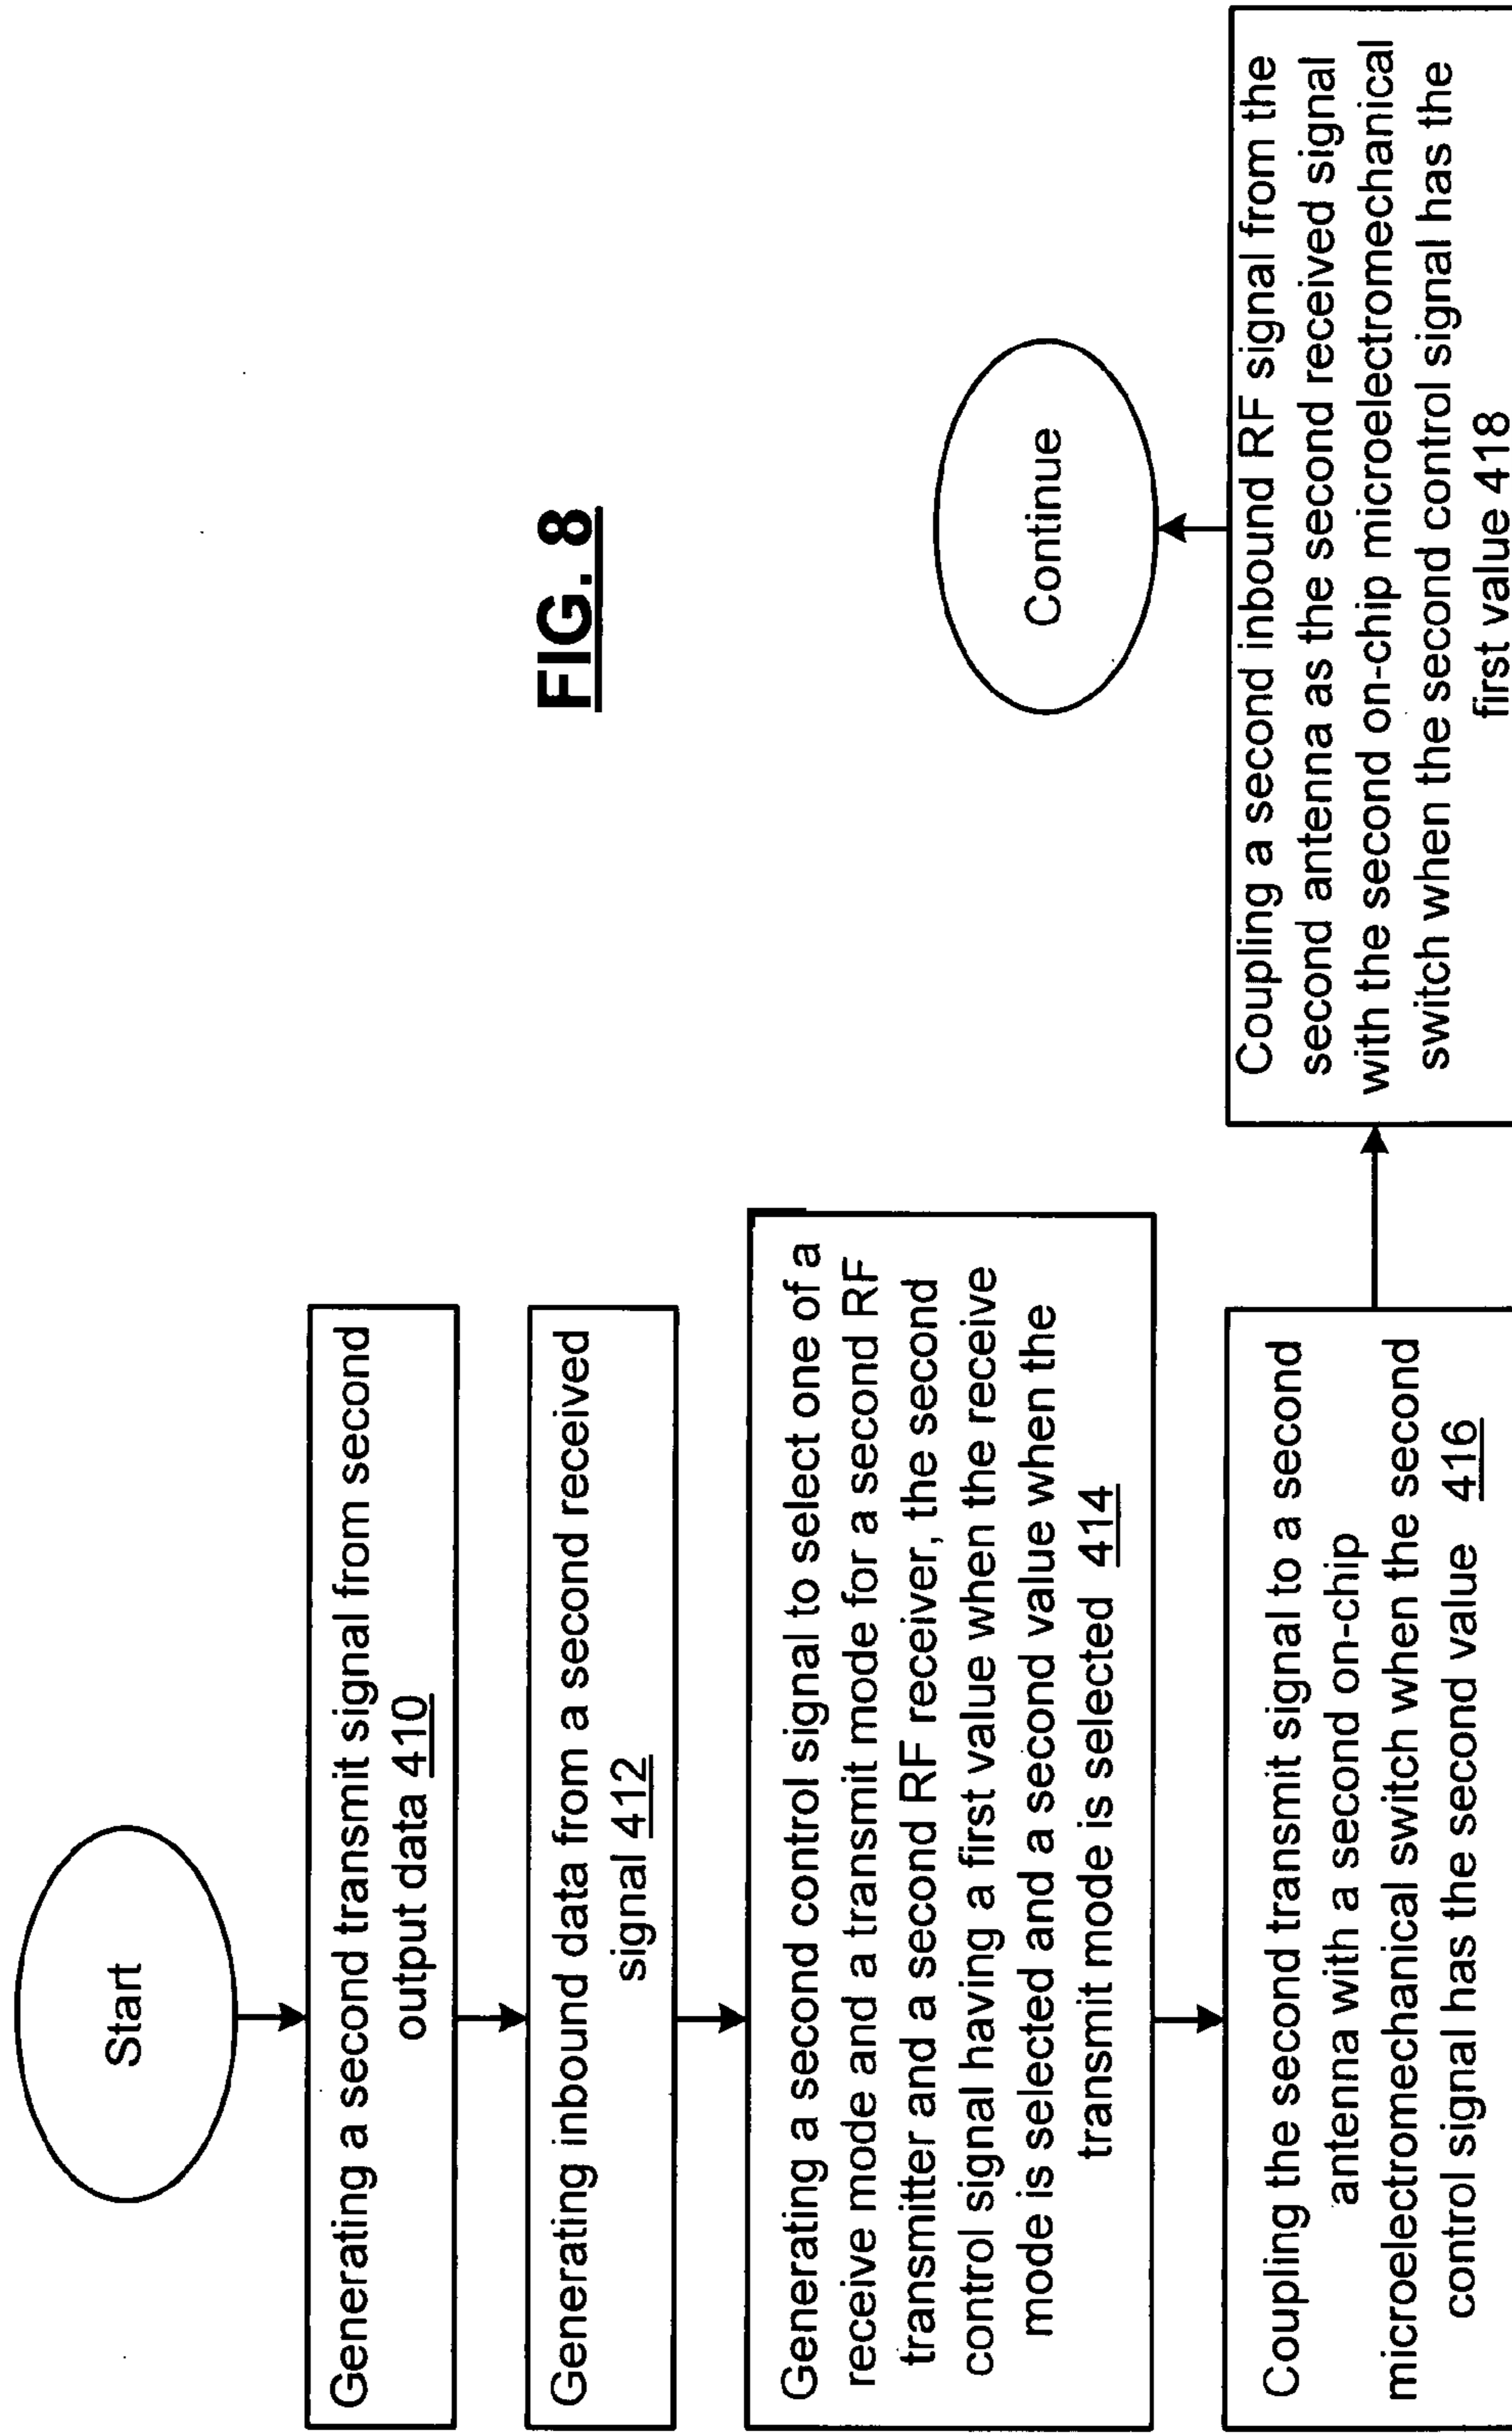 Start
Generating a second transmit signal from second
output data 410
Generating inbound data from a second received
signal 412
Generating a second control signal to select one of a
receive mode and a transmit mode for a second RF
transmitter and a second RF receiver, the second
control signal having a first value when the receive
mode is selected and a second value when the
transmit mode is selected 414
Coupling the second transmit signal to a second
antenna with a second on-chip
microelectromechanical switch when the second
control signal has the second value 416
Coupling a second inbound RF signal from the
second antenna as the second received signal
with the second on-chip microelectromechanical
switch when the second control signal has the
first value 418
Continue
FIG. 8